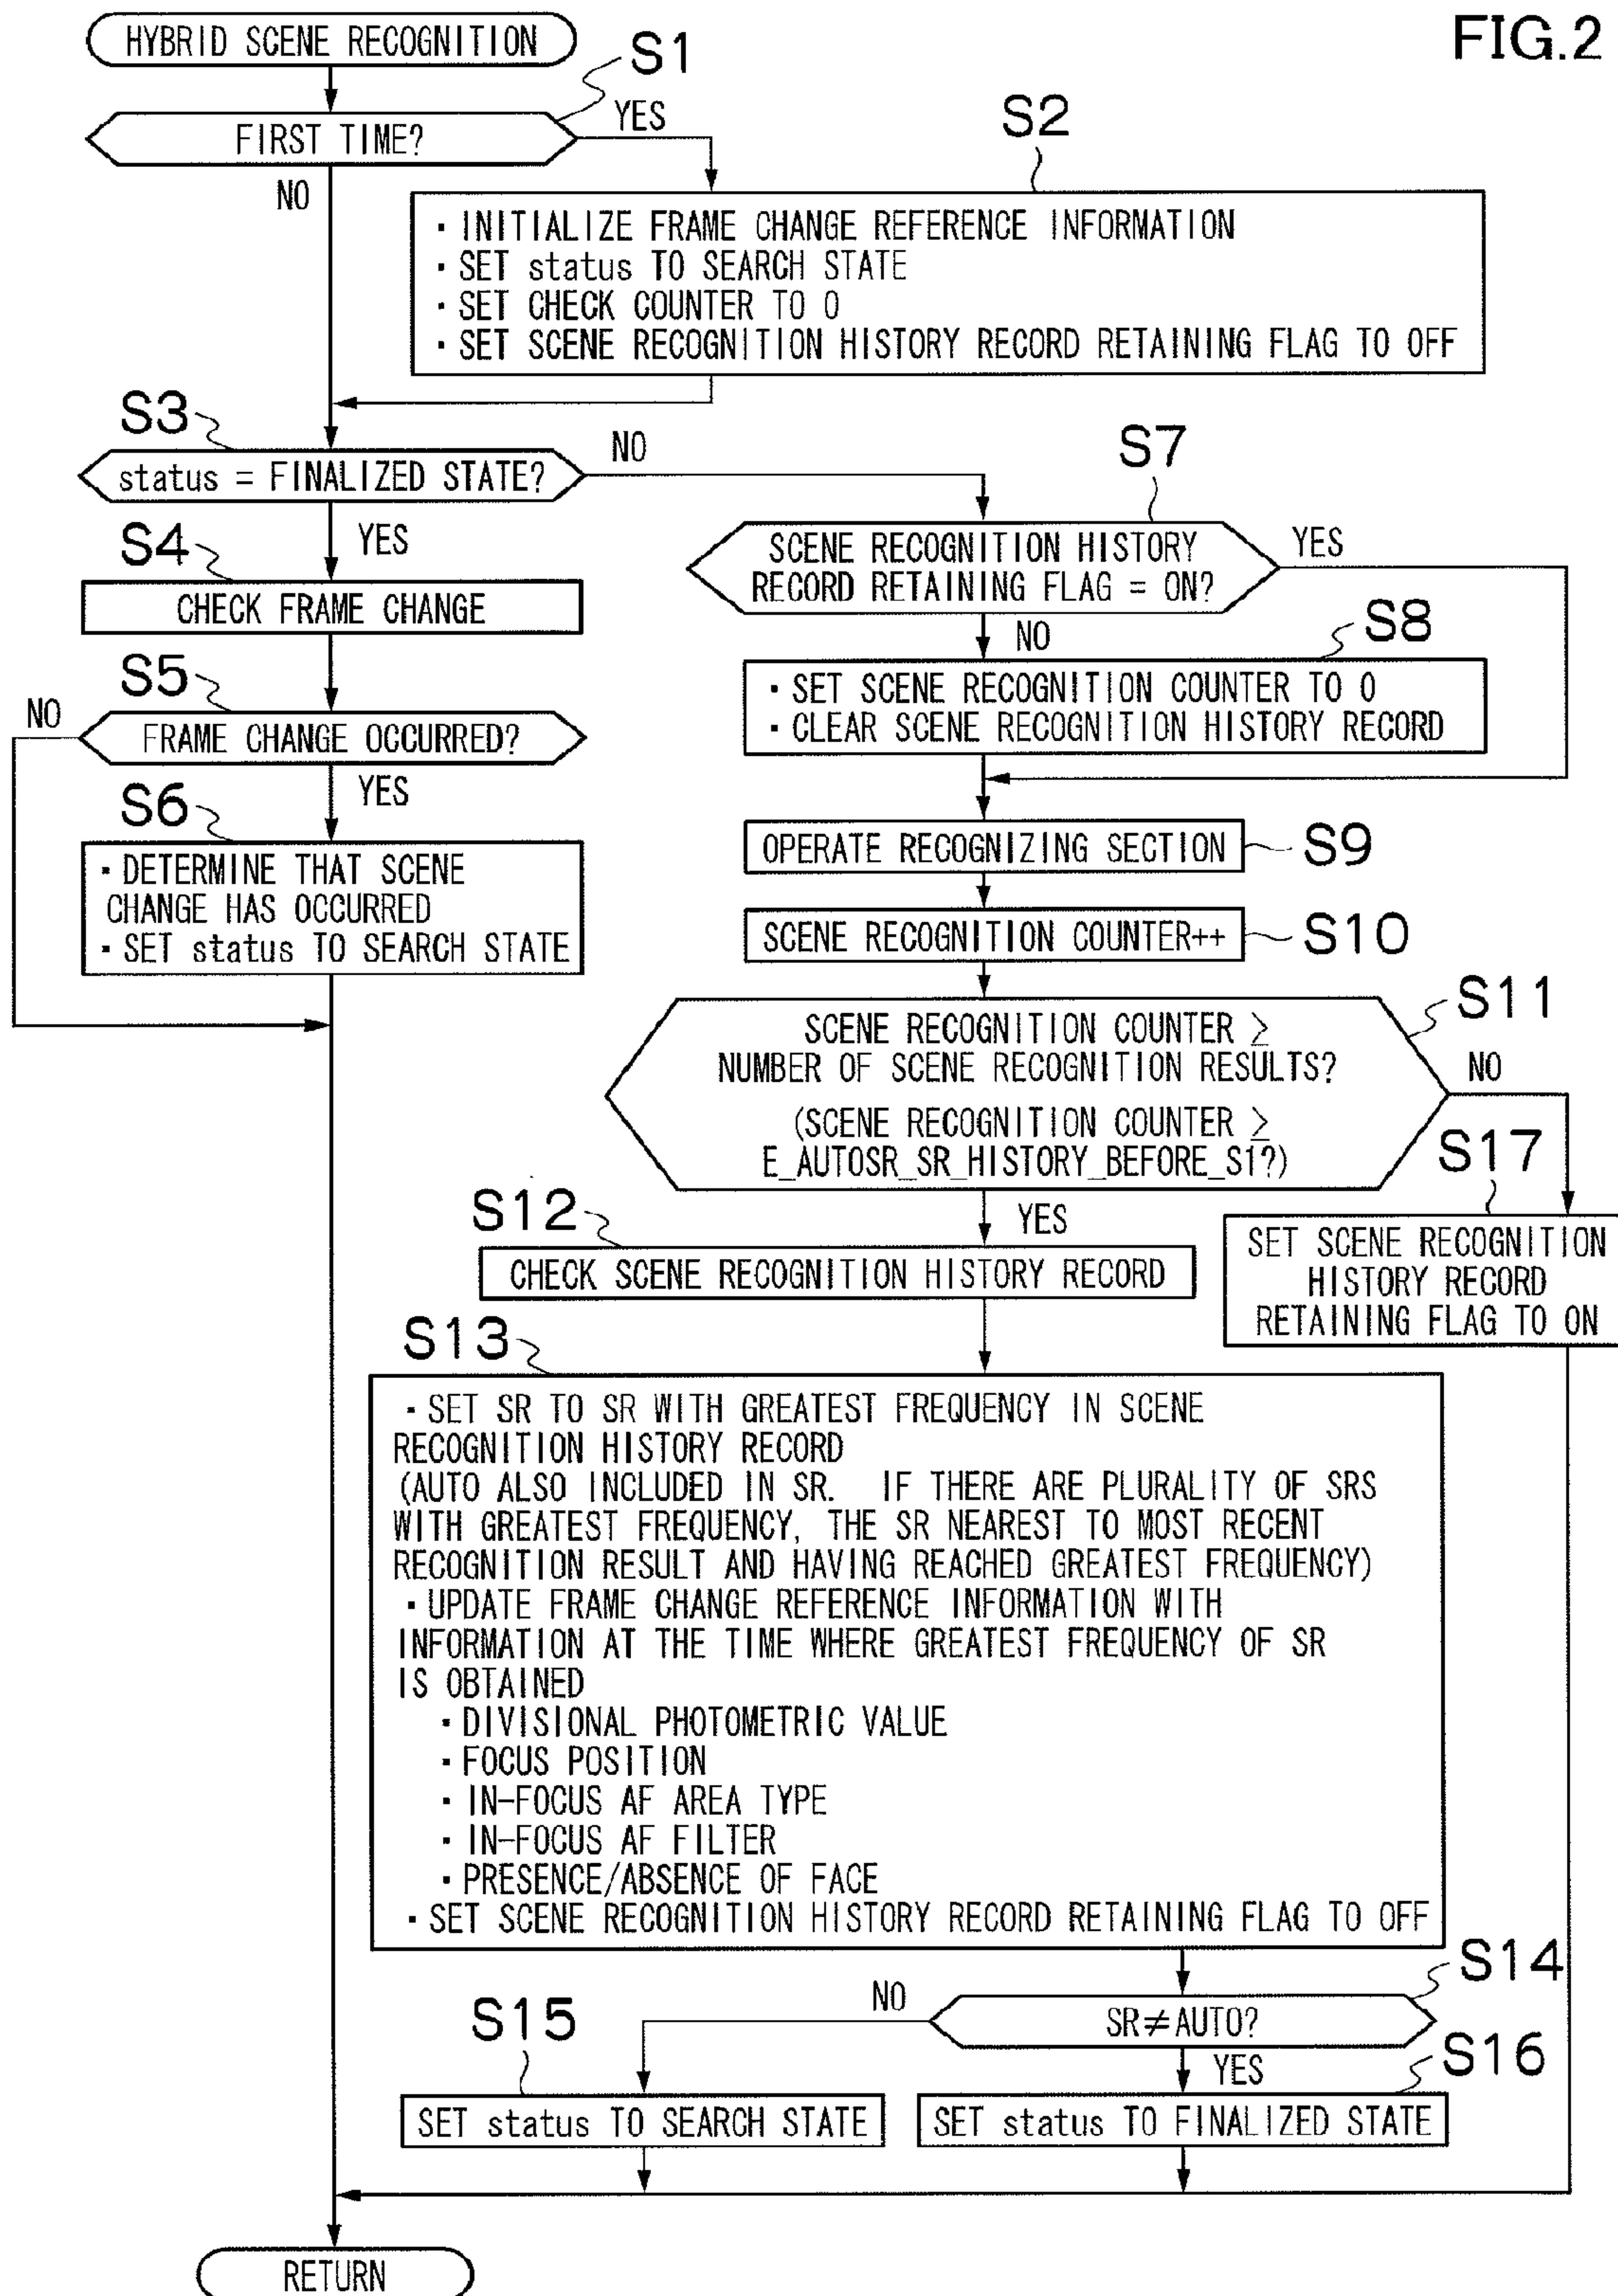 FIG.2
HYBRID SCENE RECOGNITION
S1
FIRST TIME?
YES
NO
S2
· INITIALIZE FRAME CHANGE REFERENCE INFORMATION
· SET status TO SEARCH STATE
· SET CHECK COUNTER TO 0
· SET SCENE RECOGNITION HISTORY RECORD RETAINING FLAG TO OFF
S3
status = FINALIZED STATE?
NO
YES
S4
CHECK FRAME CHANGE
S5
FRAME CHANGE OCCURRED?
NO
YES
S6
· DETERMINE THAT SCENE
CHANGE HAS OCCURRED
· SET status TO SEARCH STATE
S7
SCENE RECOGNITION HISTORY
RECORD RETAINING FLAG = ON?
YES
NO
S8
· SET SCENE RECOGNITION COUNTER TO 0
· CLEAR SCENE RECOGNITION HISTORY RECORD
OPERATE RECOGNIZING SECTION
S9
SCENE RECOGNITION COUNTER++
S10
S11
SCENE RECOGNITION COUNTER ≥
NUMBER OF SCENE RECOGNITION RESULTS?
(SCENE RECOGNITION COUNTER ≥
E_AUTOSR_SR_HISTORY_BEFORE_S1?)
NO
YES
S17
SET SCENE RECOGNITION
HISTORY RECORD
RETAINING FLAG TO ON
S12
CHECK SCENE RECOGNITION HISTORY RECORD
S13
· SET SR TO SR WITH GREATEST FREQUENCY IN SCENE
RECOGNITION HISTORY RECORD
(AUTO ALSO INCLUDED IN SR. IF THERE ARE PLURALITY OF SRS
WITH GREATEST FREQUENCY, THE SR NEAREST TO MOST RECENT
RECOGNITION RESULT AND HAVING REACHED GREATEST FREQUENCY)
· UPDATE FRAME CHANGE REFERENCE INFORMATION WITH
INFORMATION AT THE TIME WHERE GREATEST FREQUENCY OF SR
IS OBTAINED
· DIVISIONAL PHOTOMETRIC VALUE
· FOCUS POSITION
· IN-FOCUS AF AREA TYPE
· IN-FOCUS AF FILTER
· PRESENCE/ABSENCE OF FACE
· SET SCENE RECOGNITION HISTORY RECORD RETAINING FLAG TO OFF
S14
SR≠AUTO?
NO
YES
S15
SET status TO SEARCH STATE
S16
SET status TO FINALIZED STATE
RETURN